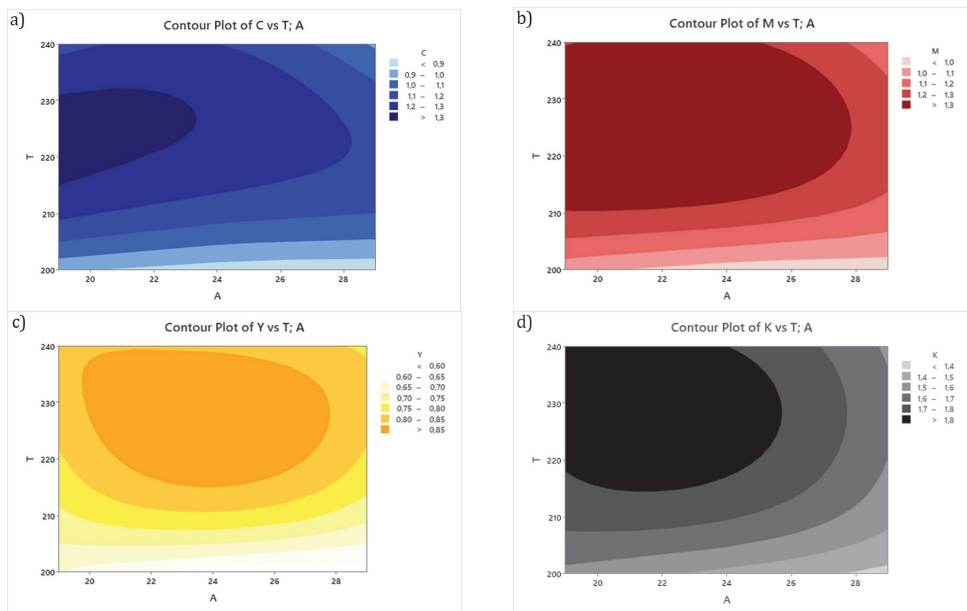 a)
Contour Plot of C vs T; A
240
230
220
210
200
T
20 22 24 26 28
A
C
< 0,9
0,9 – 1,0
1,0 – 1,1
1,1 – 1,2
1,2 – 1,3
> 1,3
b)
Contour Plot of M vs T; A
240
230
220
210
200
T
20 22 24 26 28
A
M
< 1,0
1,0 – 1,1
1,1 – 1,2
1,2 – 1,3
> 1,3
c)
Contour Plot of Y vs T; A
240
230
220
210
200
T
20 22 24 26 28
A
Y
< 0,60
0,60 – 0,65
0,65 – 0,70
0,70 – 0,75
0,75 – 0,80
0,80 – 0,85
> 0,85
d)
Contour Plot of K vs T; A
240
230
220
210
200
T
20 22 24 26 28
A
K
< 1,4
1,4 – 1,5
1,5 – 1,6
1,6 – 1,7
1,7 – 1,8
> 1,8